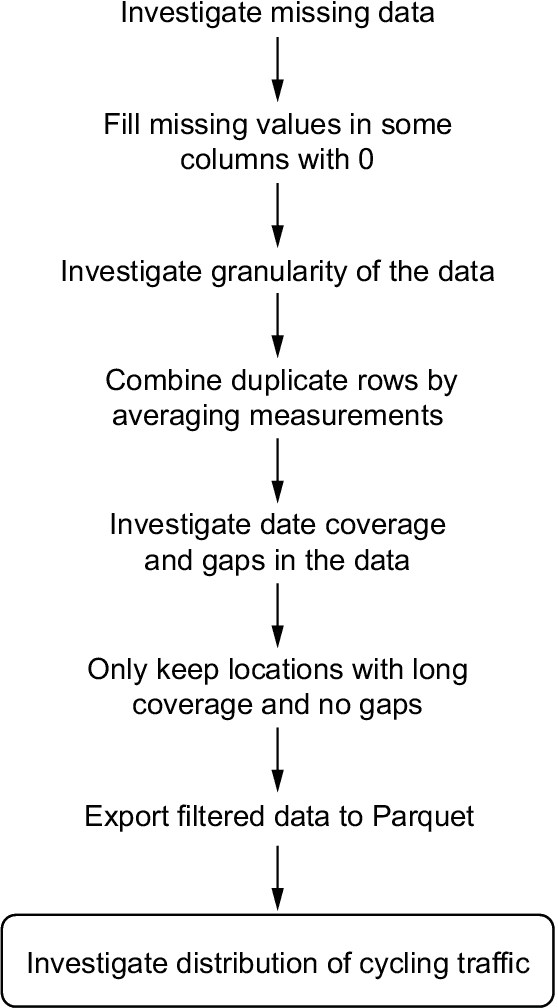 Investigate missing data
Fill missing values in some
columns with 0
Investigate granularity of the data
Combine duplicate rows by
averaging measurements
Investigate date coverage
and gaps in the data
Only keep locations with long
coverage and no gaps
Export filtered data to Parquet
Investigate distribution of cycling traffic